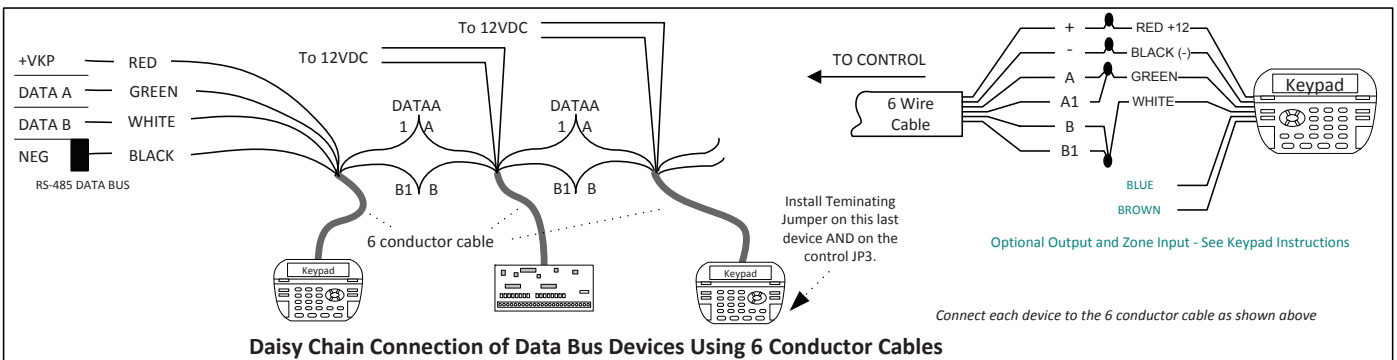 +VKP
RED
DATA A
GREEN
DATA B
WHITE
NEG
BLACK
RS-485 DATA BUS
To 12VDC
To 12VDC
DATAA
1 A
B1 B
DATAA
1 A
B1 B
6 conductor cable
Keypad
Keypad
Install Teminating
Jumper on this last
device AND on the
control JP3.
TO CONTROL
6 Wire
Cable
+
RED +12
-
BLACK (-)
A
GREEN
A1
WHITE
B
B1
Keypad
BLUE
BROWN
Optional Output and Zone Input - See Keypad Instructions
Connect each device to the 6 conductor cable as shown above
Daisy Chain Connection of Data Bus Devices Using 6 Conductor Cables